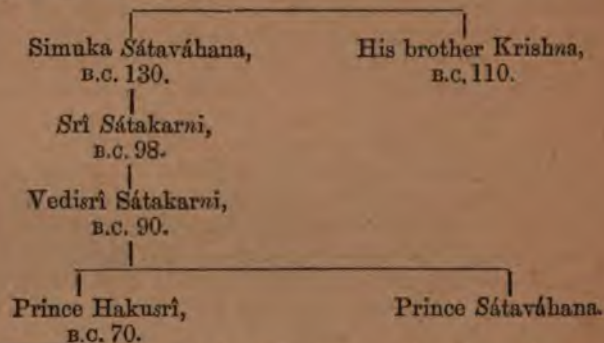 Simuka Sátaváhana, His brother Krishna,
B.C. 130. B.C. 110.
Srî Sátakarni,
B.C. 98.
Vedisrî Sátakarni,
B.C. 90.
Prince Hakusrî, Prince Sátaváhana.
B.C. 70.